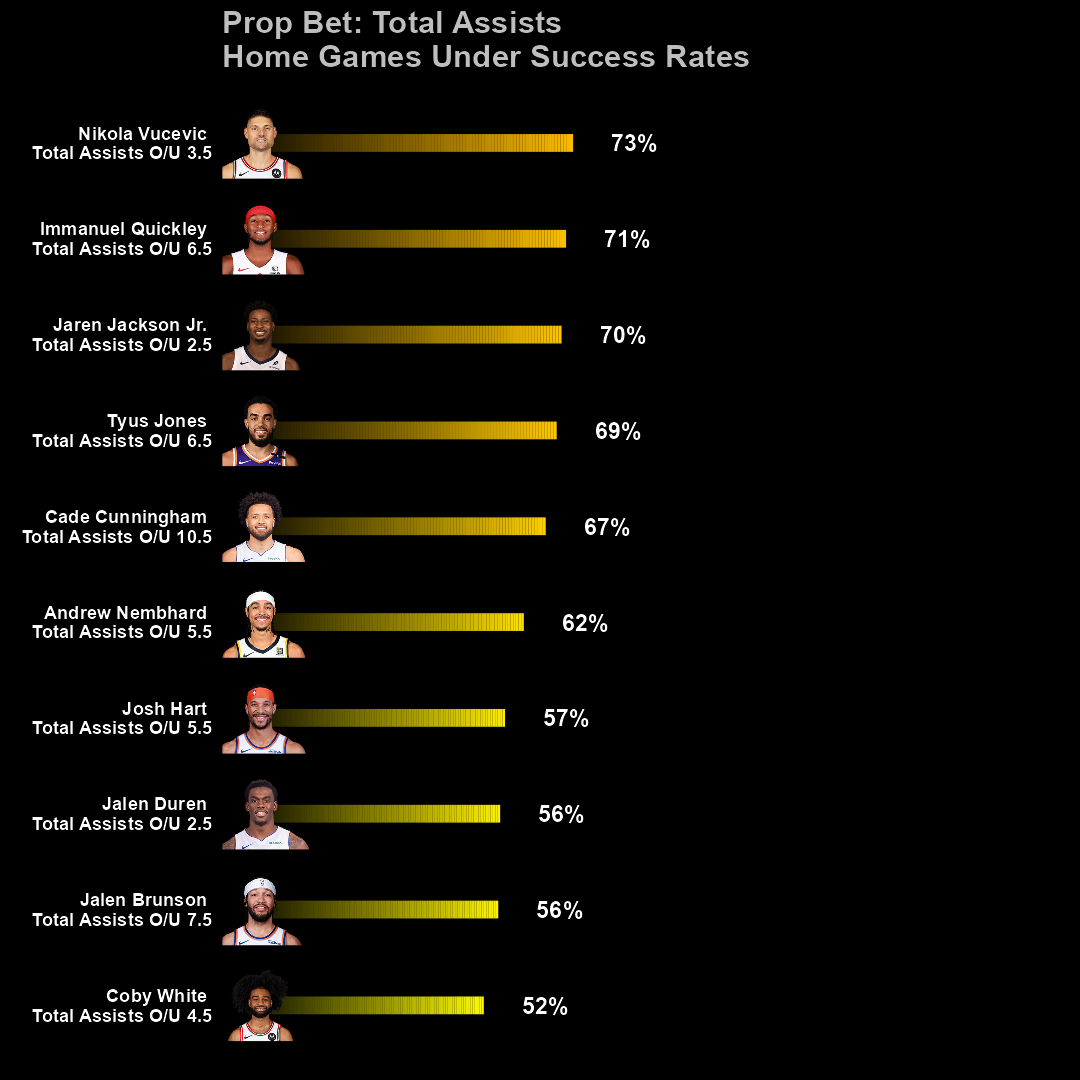 Prop Bet: Total Assists
Home Games Under Success Rates
Nikola Vucevic
Total Assists O/U 3.5
73%
Immanuel Quickley
Total Assists O/U 6.5
71%
Jaren Jackson Jr.
Total Assists O/U 2.5
70%
Tyus Jones
Total Assists O/U 6.5
69%
Cade Cunningham
Total Assists O/U 10.5
67%
Andrew Nembhard
Total Assists O/U 5.5
62%
Josh Hart
Total Assists O/U 5.5
57%
Jalen Duren
Total Assists O/U 2.5
56%
Jalen Brunson
Total Assists O/U 7.5
56%
Coby White
Total Assists O/U 4.5
52%